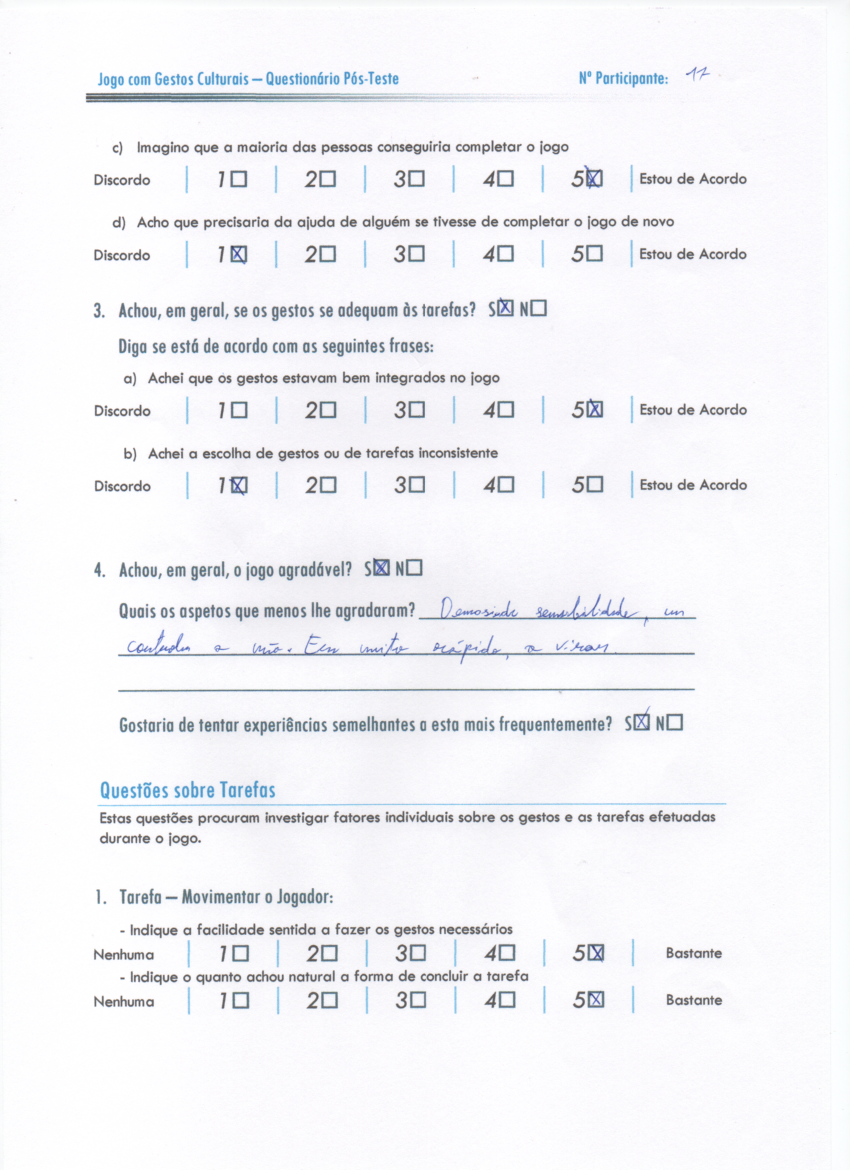 Jogo com Gestos Culturais – Questionário Pós-Teste Nº Participante: 17
c) Imagino que a maioria das pessoas conseguiria completar o jogo
Discordo 1☐ 2☐ 3☐ 4☐ 5☒ Estou de Acordo
d) Acho que precisaria da ajuda de alguém se tivesse de completar o jogo de novo
Discordo 1☒ 2☐ 3☐ 4☐ 5☐ Estou de Acordo
3. Achou, em geral, se os gestos se adequam às tarefas? S☒ N☐
Diga se está de acordo com as seguintes frases:
a) Achei que os gestos estavam bem integrados no jogo
Discordo 1☐ 2☐ 3☐ 4☐ 5☒ Estou de Acordo
b) Achei a escolha de gestos ou de tarefas inconsistente
Discordo 1☒ 2☐ 3☐ 4☐ 5☐ Estou de Acordo
4. Achou, em geral, o jogo agradável? S☒ N☐
Quais os aspetos que menos lhe agradaram? sensibilidade,
a mão. muito rápido, a virar.
Gostaria de tentar experiências semelhantes a esta mais frequentemente? S☒ N☐
Questões sobre Tarefas
Estas questões procuram investigar fatores individuais sobre os gestos e as tarefas efetuadas
durante o jogo.
1. Tarefa – Movimentar o Jogador:
- Indique a facilidade sentida a fazer os gestos necessários
Nenhuma 1☐ 2☐ 3☐ 4☐ 5☒ Bastante
- Indique o quanto achou natural a forma de concluir a tarefa
Nenhuma 1☐ 2☐ 3☐ 4☐ 5☒ Bastante